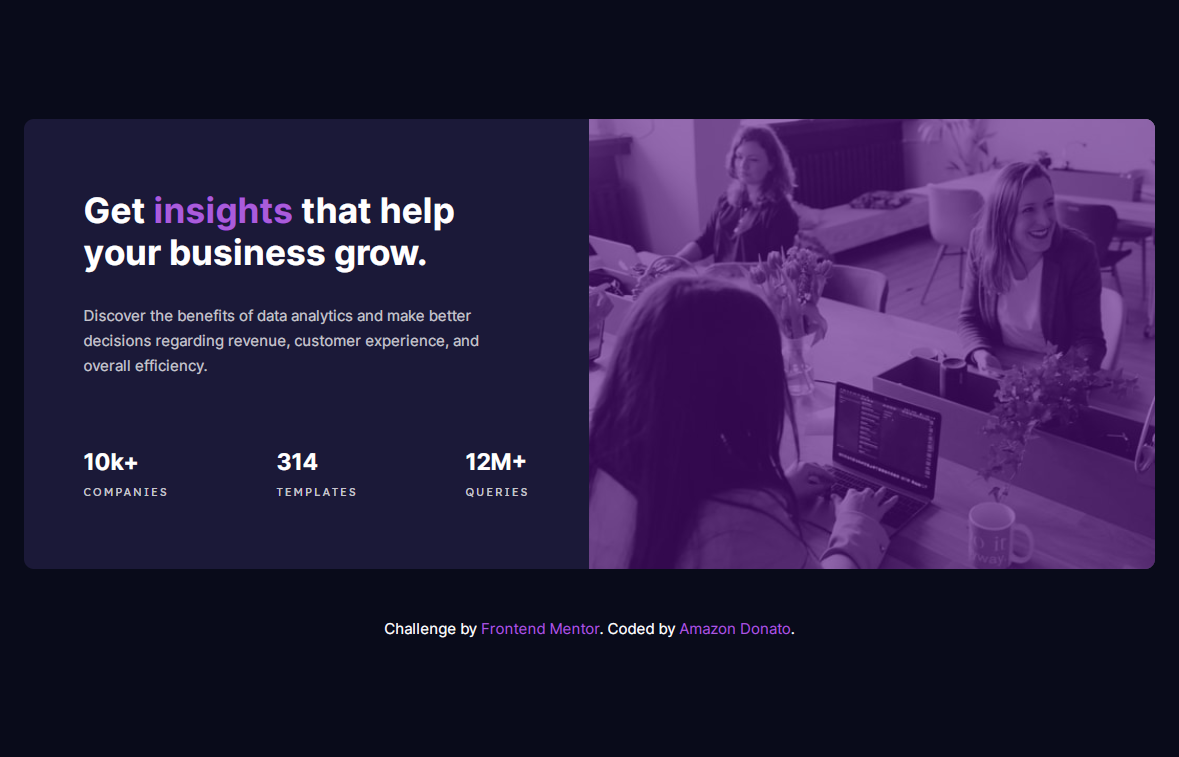 Get insights that help
your business grow.
Discover the benefits of data analytics and make better
decisions regarding revenue, customer experience, and
overall efficiency.
10k+ 314 12M+
COMPANIES TEMPLATES QUERIES
Challenge by Frontend Mentor. Coded by Amazon Donato.